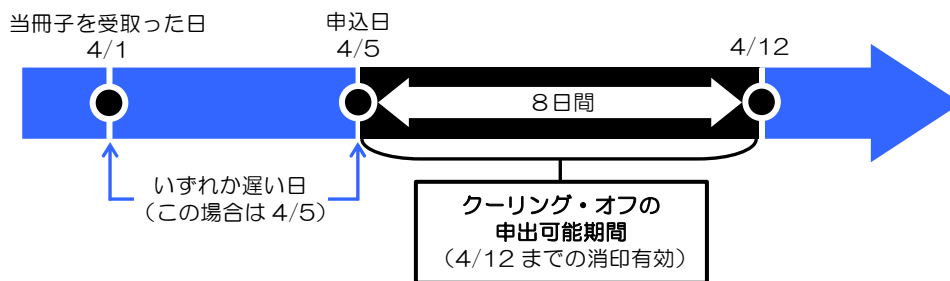 当冊子を受取った日
4/1
申込日
4/5
4/12
8日間
いずれか遅い日
（この場合は 4/5）
クーリング・オフの
申出可能期間
（4/12 までの消印有効）